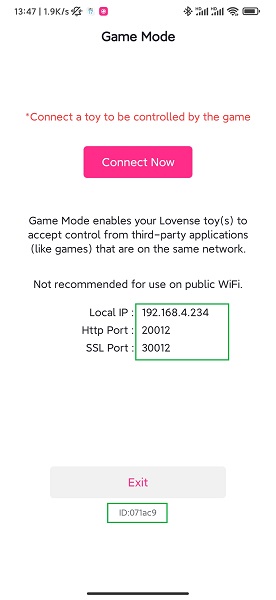 13:47 | 1.9K/s
Game Mode
*Connect a toy to be controlled by the game
Connect Now
Game Mode enables your Lovense toy(s) to
accept control from third-party applications
(like games) that are on the same network.
Not recommended for use on public WiFi.
Local IP : 192.168.4.234
Http Port : 20012
SSL Port : 30012
Exit
ID:071ac9